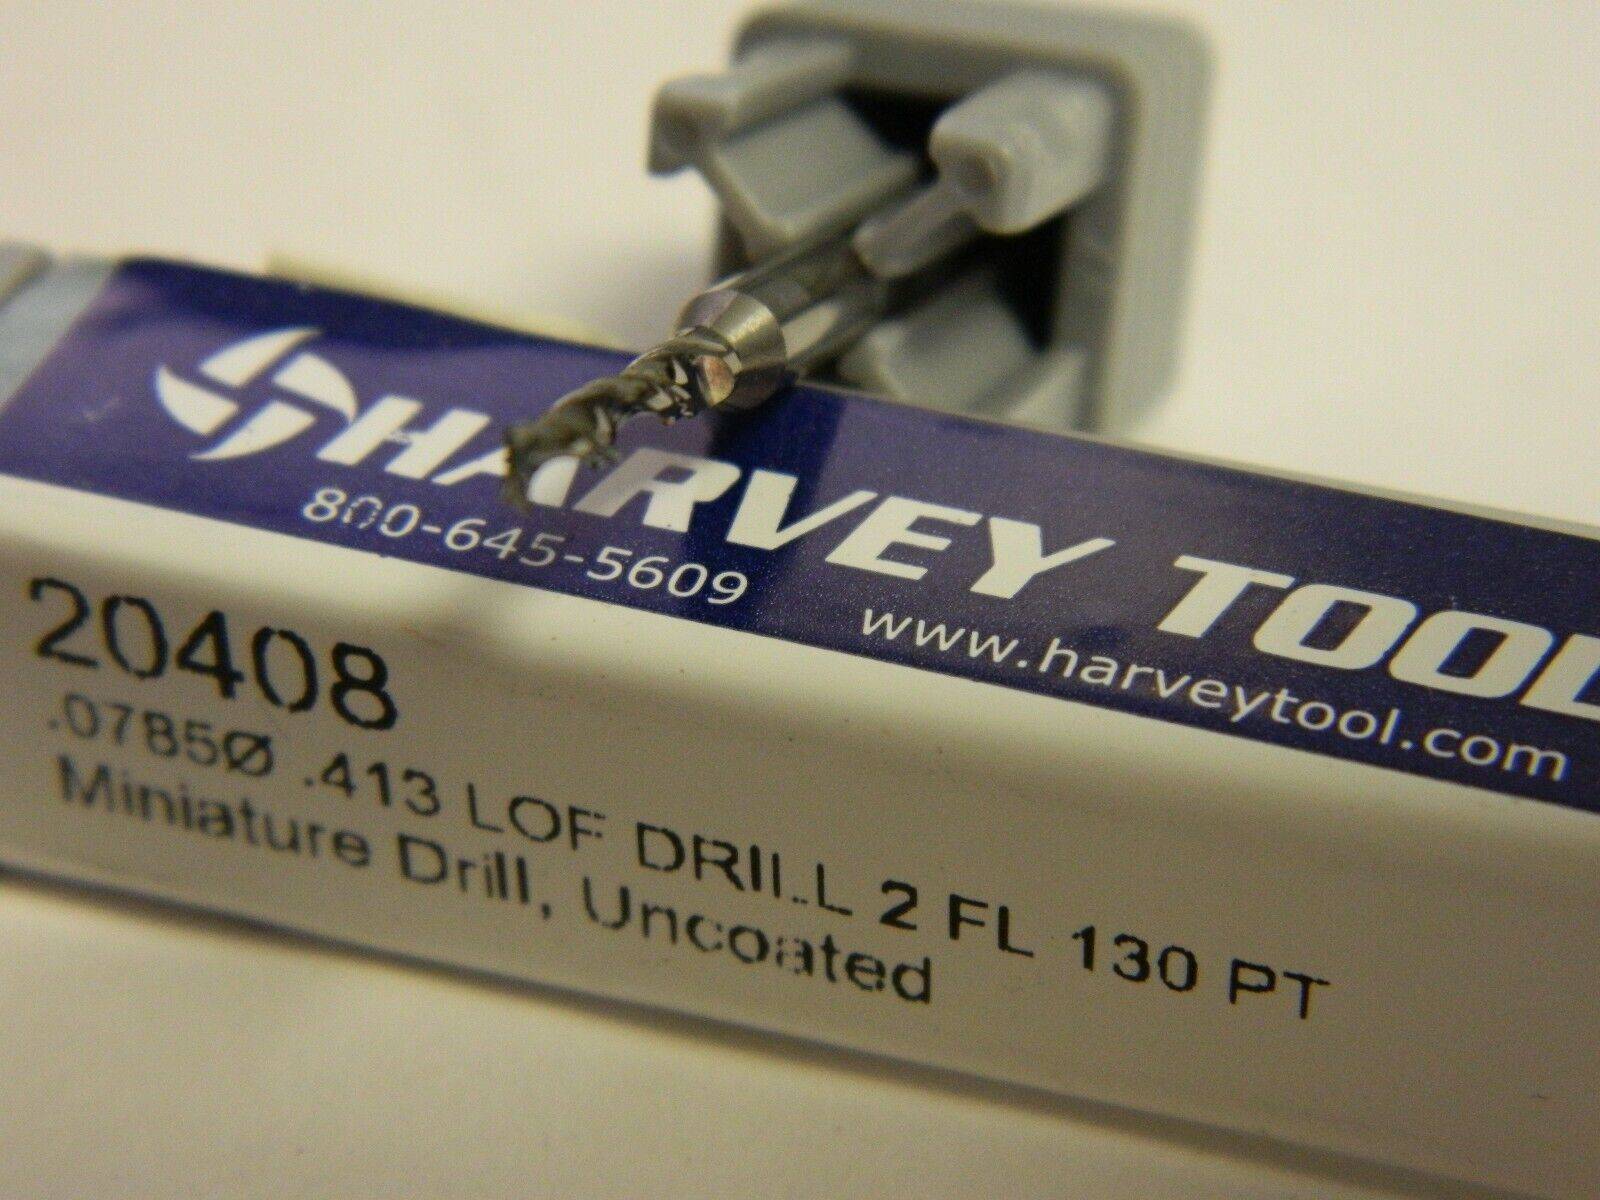 HARVEY TOOL
800-645-5609
www.harveytool.com
20408
.0785Ø .413 LOF DRILL 2 FL 130 PT
Miniature Drill, Uncoated